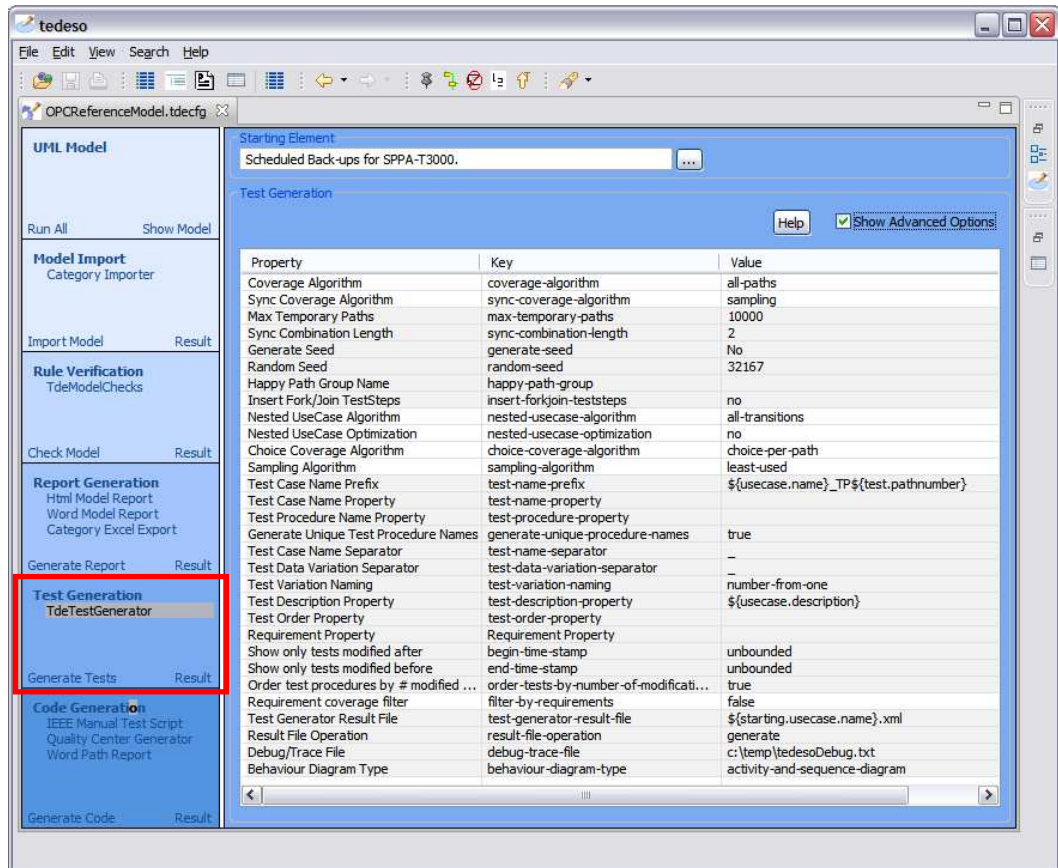 tedeso
File Edit View Search Help
OPCReferenceModel.tdecfg
UML Model
Run All Show Model
Model Import
Category Importer
Import Model Result
Rule Verification
TdeModelChecks
Check Model Result
Report Generation
Html Model Report
Word Model Report
Category Excel Export
Generate Report Result
Test Generation
TdeTestGenerator
Generate Tests Result
Code Generation
IEEE Manual Test Script
Quality Center Generator
Word Path Report
Generate Code Result
Starting Element
Scheduled Back-ups for SPPA-T3000. ...
Test Generation
Help Show Advanced Options
Property Key Value
Coverage Algorithm coverage-algorithm all-paths
Sync Coverage Algorithm sync-coverage-algorithm sampling
Max Temporary Paths max-temporary-paths 10000
Sync Combination Length sync-combination-length 2
Generate Seed generate-seed No
Random Seed random-seed 32167
Happy Path Group Name happy-path-group
Insert Fork/Join TestSteps insert-forkjoin-teststeps no
Nested UseCase Algorithm nested-usecase-algorithm all-transitions
Nested UseCase Optimization nested-usecase-optimization no
Choice Coverage Algorithm choice-coverage-algorithm choice-per-path
Sampling Algorithm sampling-algorithm least-used
Test Case Name Prefix test-name-prefix ${usecase.name}_TP${test.pathnumber}
Test Case Name Property test-name-property
Test Procedure Name Property test-procedure-property
Generate Unique Test Procedure Names generate-unique-procedure-names true
Test Case Name Separator test-name-separator _
Test Data Variation Separator test-data-variation-separator _
Test Variation Naming test-variation-naming number-from-one
Test Description Property test-description-property ${usecase.description}
Test Order Property test-order-property
Requirement Property Requirement Property
Show only tests modified after begin-time-stamp unbounded
Show only tests modified before end-time-stamp unbounded
Order test procedures by # modified ... order-tests-by-number-of-modificati... true
Requirement coverage filter filter-by-requirements false
Test Generator Result File test-generator-result-file ${starting.usecase.name}.xml
Result File Operation result-file-operation generate
Debug/Trace File debug-trace-file c:\temp\tedesoDebug.txt
Behaviour Diagram Type behaviour-diagram-type activity-and-sequence-diagram